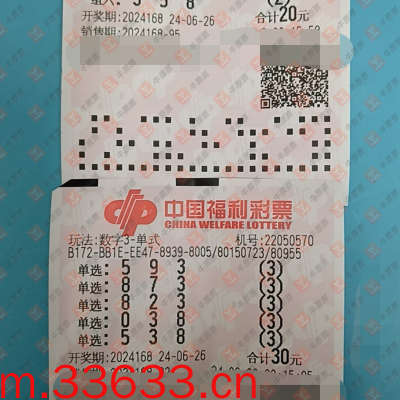 开奖期:2024168 24-06-26 合计20元
销售期:2024168-95
中国福利彩票
CHINA WELFARE LOTTERY
玩法:数字3-单式 机号:22050570
B172-BB1E-EE47-8939-8005/80150723/80955
单选: 5 9 3 (3)
单选: 8 7 3 (3)
单选: 8 2 3 (3)
单选: 0 3 8 (3)
单选: 5 3 8 (3)
开奖期:2024168 24-06-26 合计30元
m.33633.cn